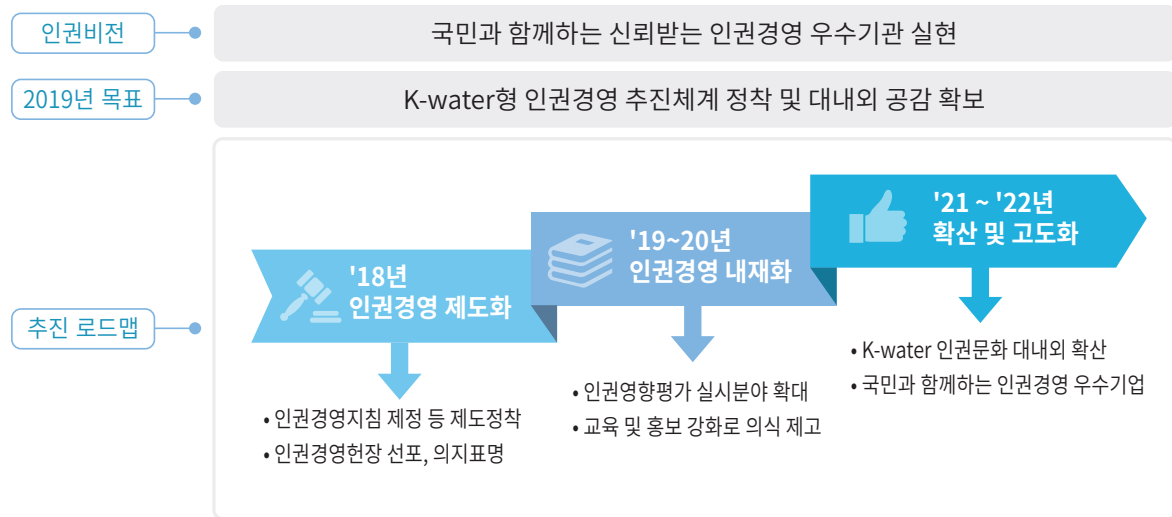 인권비전
국민과 함께하는 신뢰받는 인권경영 우수기관 실현
2019년 목표
K-water형 인권경영 추진체계 정착 및 대내외 공감 확보
추진 로드맵
'18년
인권경영 제도화
• 인권경영지침 제정 등 제도정착
• 인권경영헌장 선포, 의지표명
'19~20년
인권경영 내재화
• 인권영향평가 실시분야 확대
• 교육 및 홍보 강화로 의식 제고
'21 ~ '22년
확산 및 고도화
• K-water 인권문화 대내외 확산
• 국민과 함께하는 인권경영 우수기업